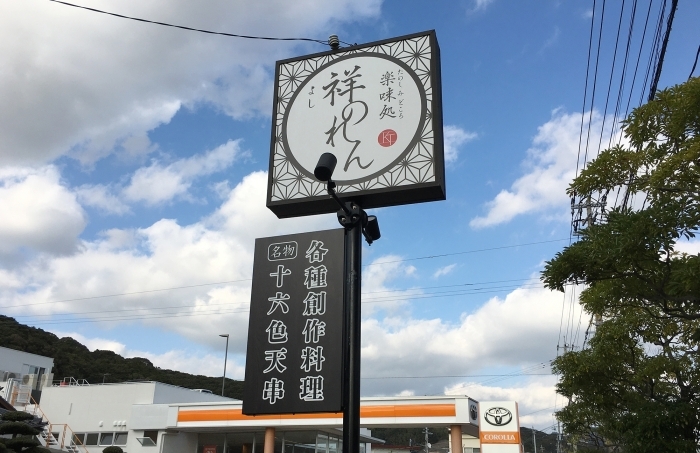 楽味処
たのしみどころ
祥のれん
よし
KT
各種創作料理
名物
十六色天串
TOYOTA
COROLLA